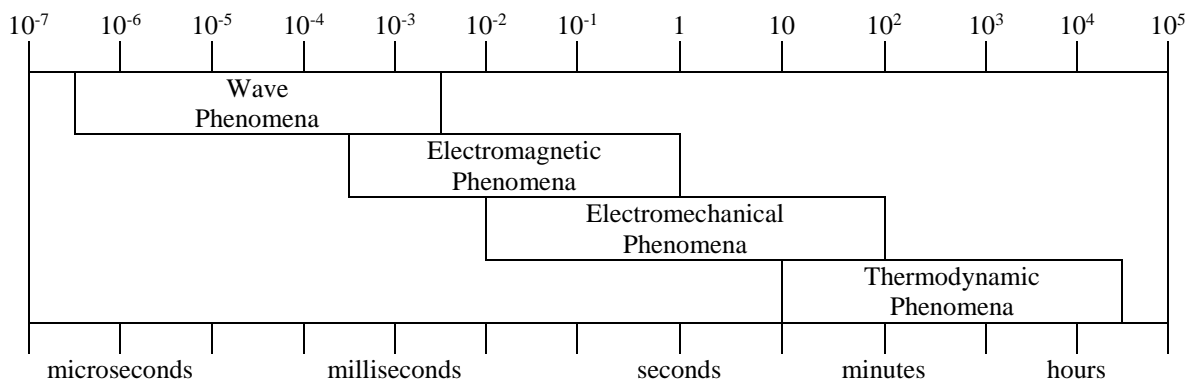 10⁻⁷ 10⁻⁶ 10⁻⁵ 10⁻⁴ 10⁻³ 10⁻² 10⁻¹ 1 10 10² 10³ 10⁴ 10⁵
Wave
Phenomena
Electromagnetic
Phenomena
Electromechanical
Phenomena
Thermodynamic
Phenomena
microseconds milliseconds seconds minutes hours